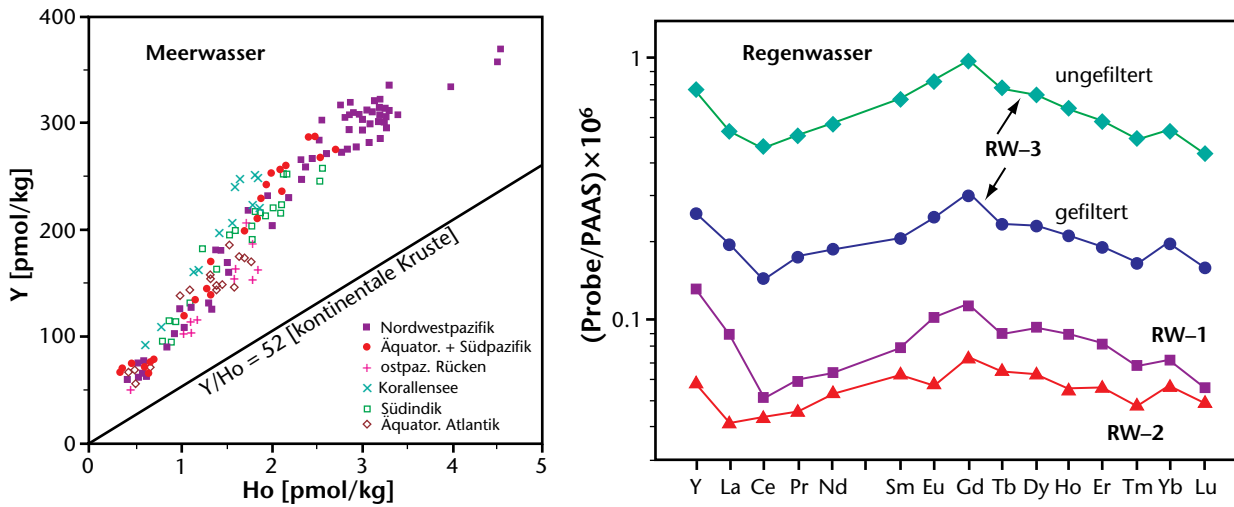 Meerwasser
Y [pmol/kg]
400
300
200
100
0
Y/Ho = 52 [kontinentale Kruste]
Nordwestpazifik
Äquator. + Südpazifik
ostpaz. Rücken
Korallensee
Südindik
Äquator. Atlantik
0 1 2 3 4 5
Ho [pmol/kg]
Regenwasser
(Probe/PAAS)×10⁶
1
0.1
ungefiltert
RW–3
gefiltert
RW–1
RW–2
Y La Ce Pr Nd Sm Eu Gd Tb Dy Ho Er Tm Yb Lu